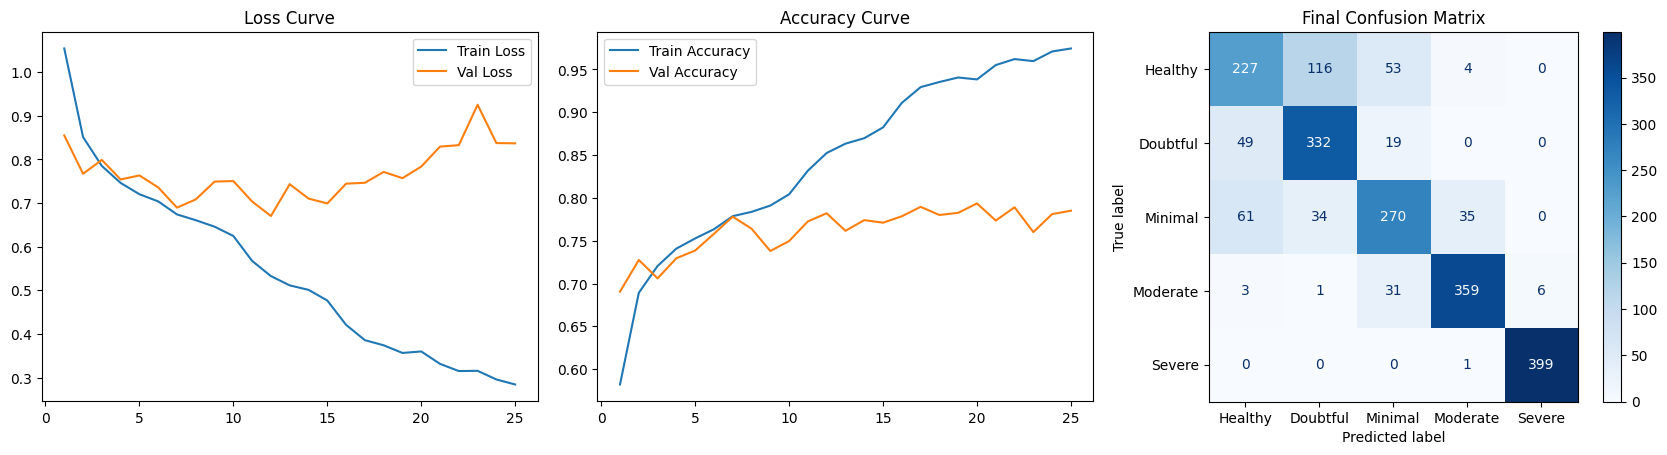 Loss Curve
1.0
0.9
0.8
0.7
0.6
0.5
0.4
0.3
0 5 10 15 20 25
Train Loss
Val Loss
Accuracy Curve
Train Accuracy
Val Accuracy
0.95
0.90
0.85
0.80
0.75
0.70
0.65
0.60
0 5 10 15 20 25
Final Confusion Matrix
True label
Healthy 227 116 53 4 0
Doubtful 49 332 19 0 0
Minimal 61 34 270 35 0
Moderate 3 1 31 359 6
Severe 0 0 0 1 399
Healthy Doubtful Minimal Moderate Severe
Predicted label
350
300
250
200
150
100
50
0